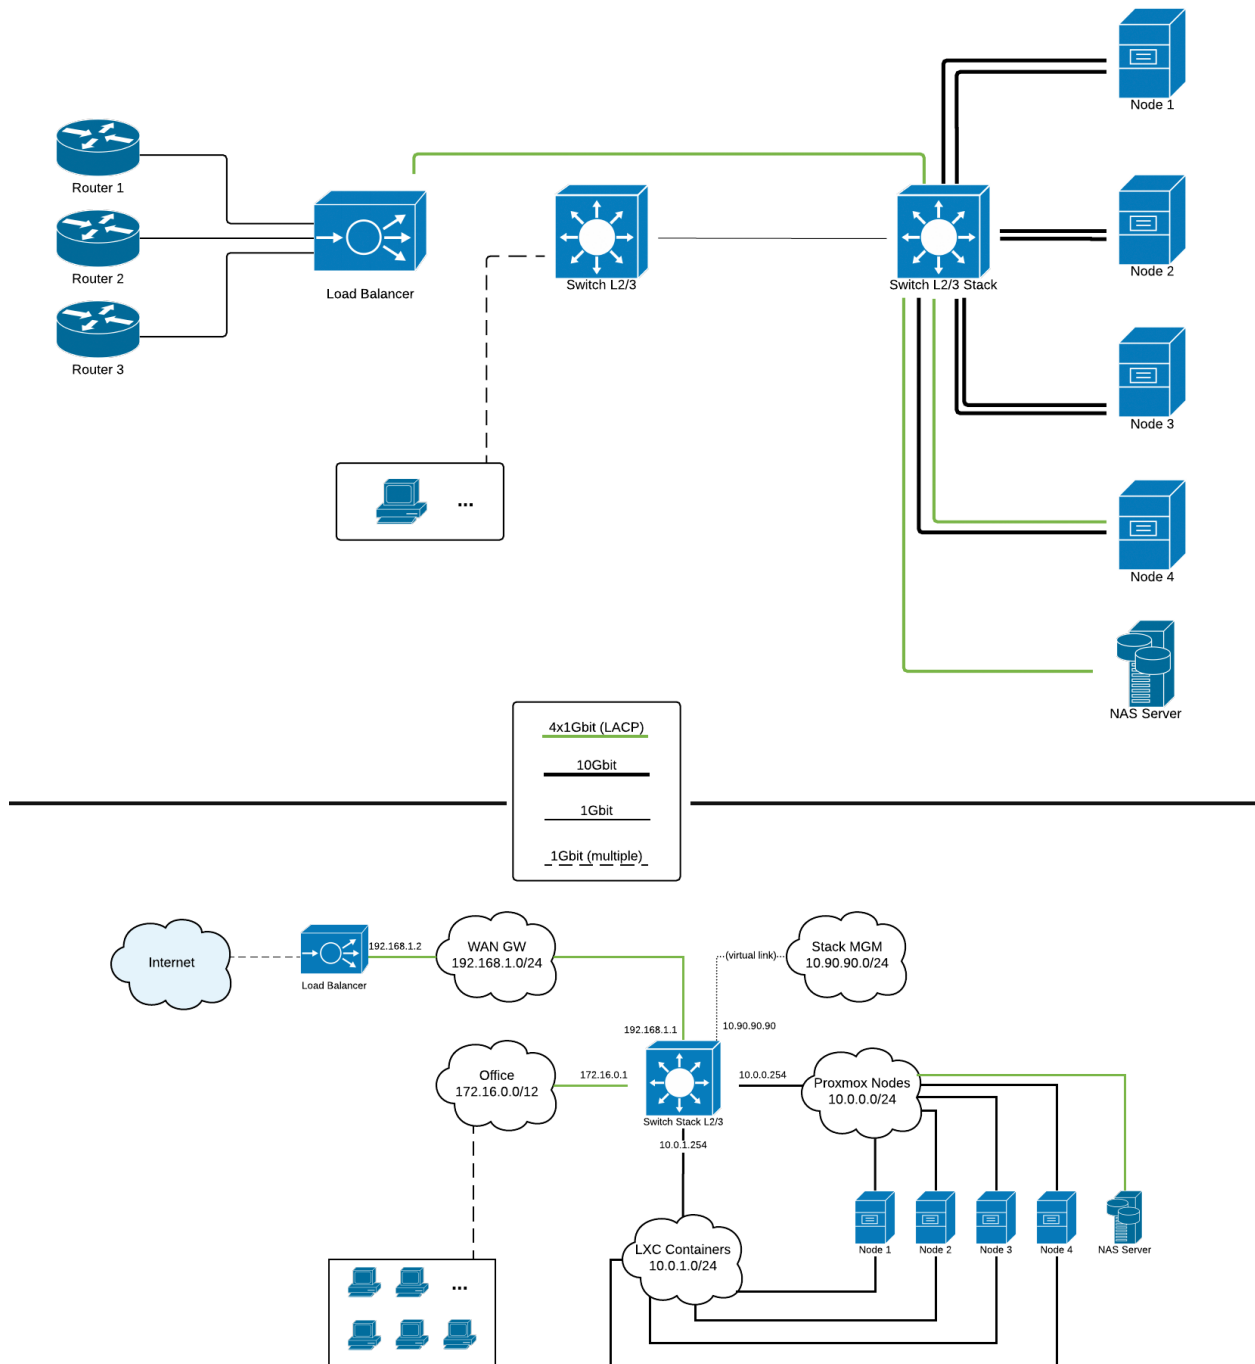 Node 1
Router 1
Router 2
Node 2
Load Balancer
Switch L2/3
Switch L2/3 Stack
Router 3
Node 3
...
Node 4
NAS Server
4x1Gbit (LACP)
10Gbit
1Gbit
1Gbit (multiple)
Internet
Load Balancer
192.168.1.2
WAN GW
192.168.1.0/24
(virtual link)
Stack MGM
10.90.90.0/24
192.168.1.1
10.90.90.90
Office
172.16.0.0/12
172.16.0.1
10.0.0.254
Proxmox Nodes
10.0.0.0/24
Switch Stack L2/3
10.0.1.254
LXC Containers
10.0.1.0/24
Node 1
Node 2
Node 3
Node 4
NAS Server
...